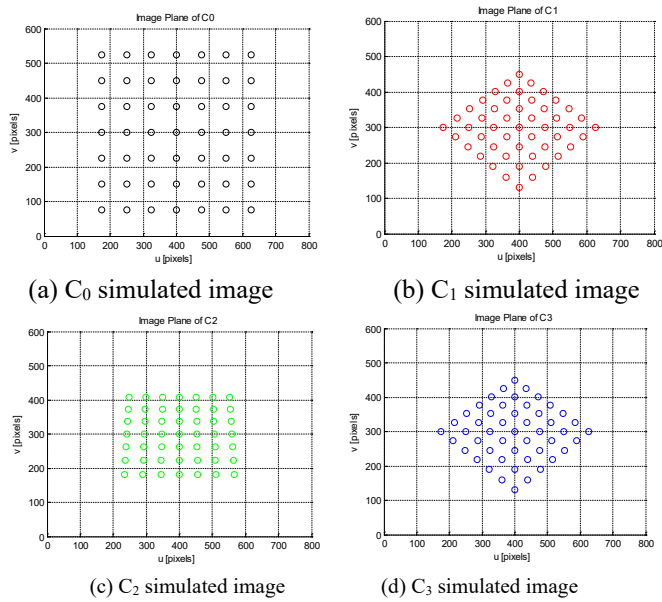 Image Plane of C0
600
500
400
300
200
100
0
v [pixels]
0 100 200 300 400 500 600 700 800
u [pixels]
(a) C0 simulated image
Image Plane of C1
600
500
400
300
200
100
0
v [pixels]
0 100 200 300 400 500 600 700 800
u [pixels]
(b) C1 simulated image
Image Plane of C2
600
500
400
300
200
100
0
v [pixels]
0 100 200 300 400 500 600 700 800
u [pixels]
(c) C2 simulated image
Image Plane of C3
600
500
400
300
200
100
0
v [pixels]
0 100 200 300 400 500 600 700 800
u [pixels]
(d) C3 simulated image